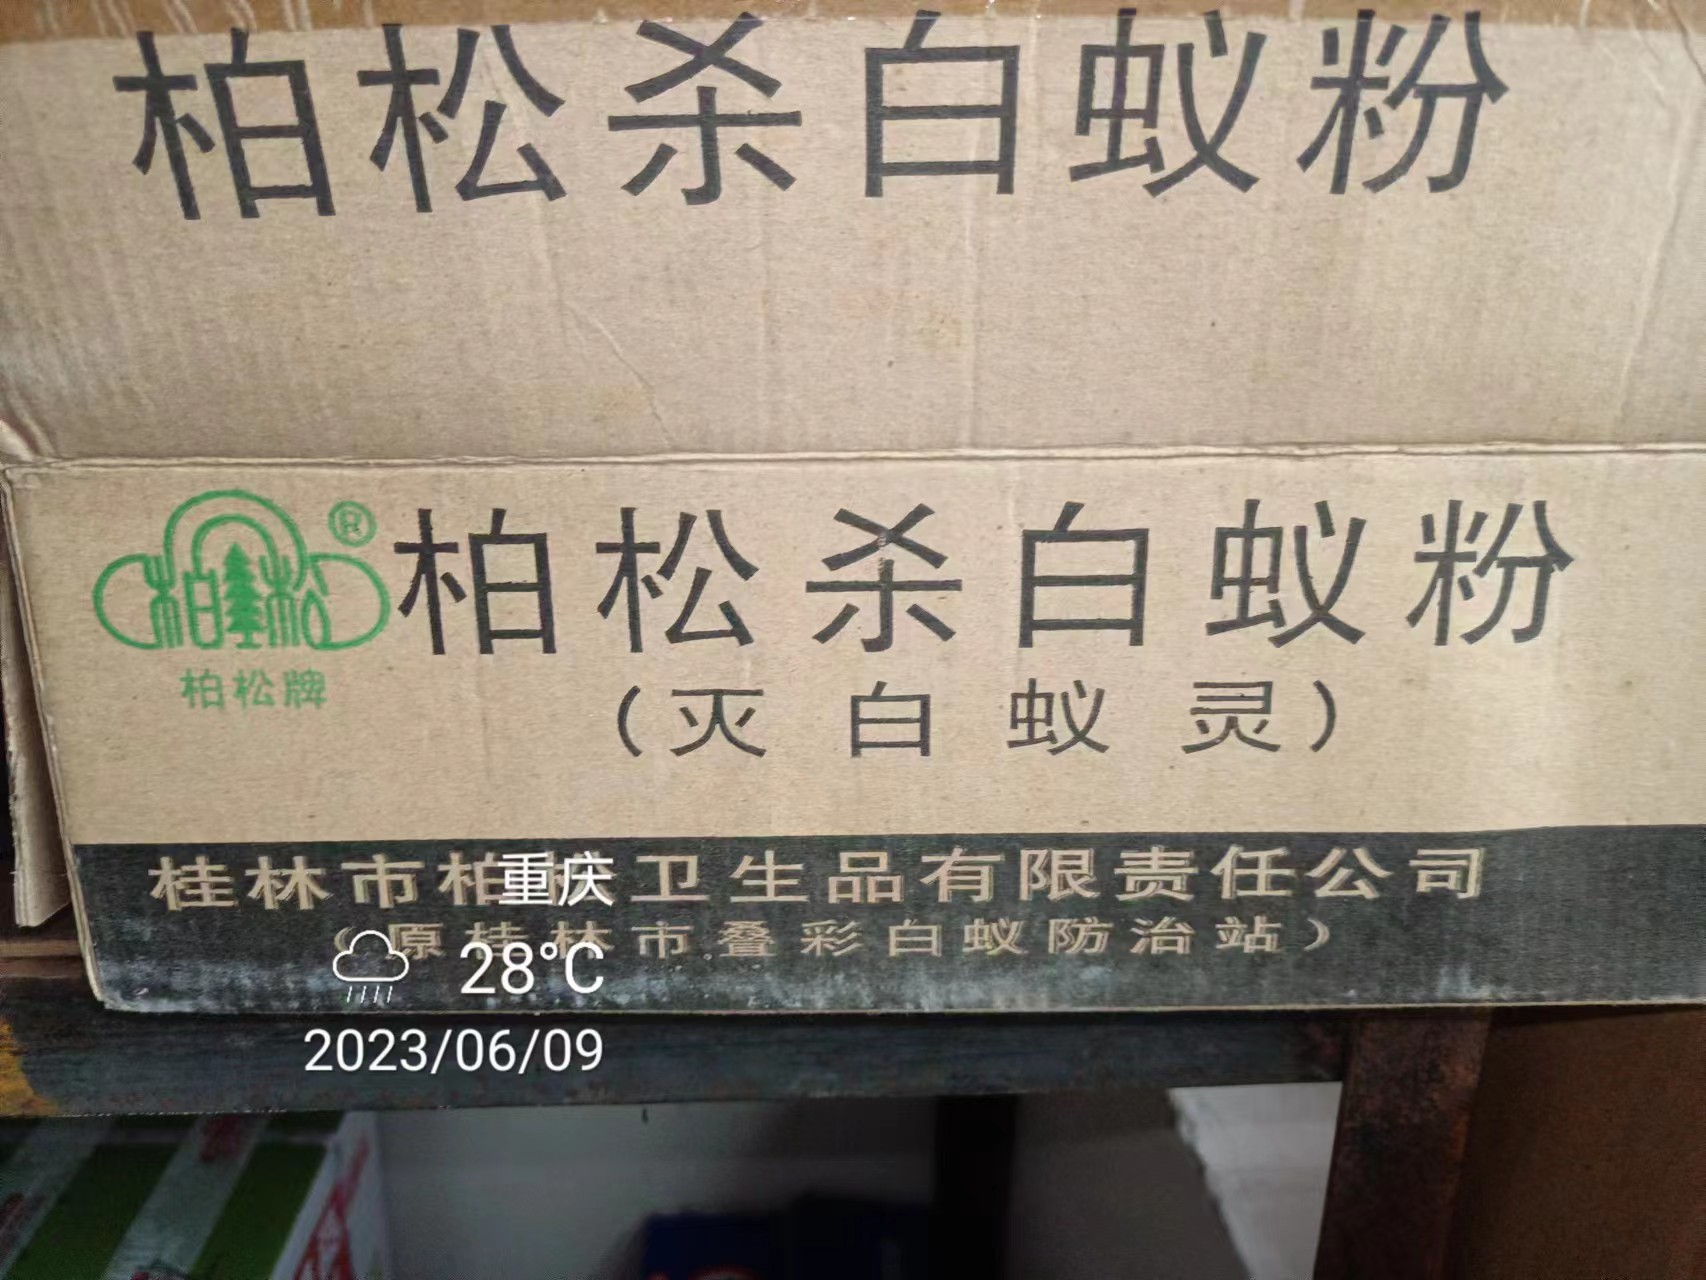 柏松杀白蚁粉
柏松
®
柏松牌
柏松杀白蚁粉
(灭白蚁灵)
桂林市柏 卫生品有限责任公司
(原桂林市叠彩白蚁防治站)
重庆
28°C
2023/06/09